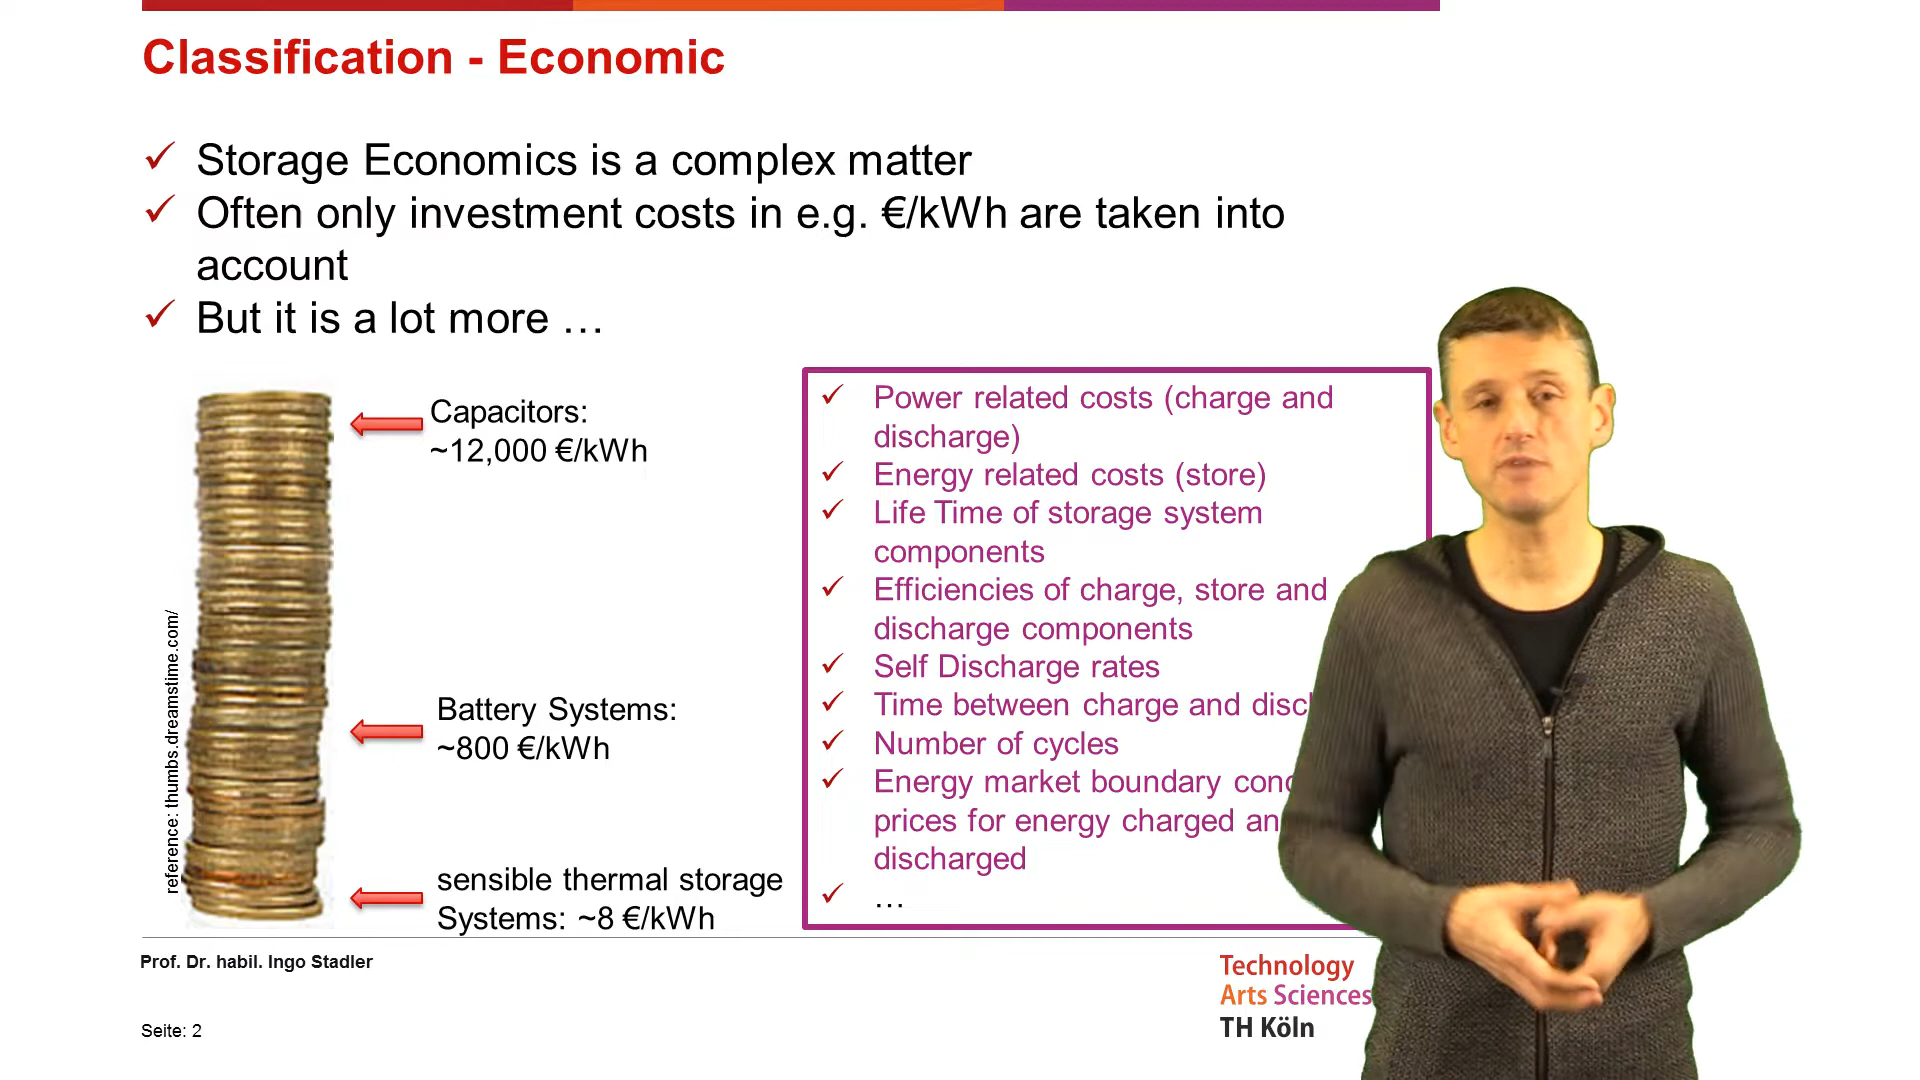 Classification - Economic
Storage Economics is a complex matter
Often only investment costs in e.g. €/kWh are taken into
account
But it is a lot more …
Capacitors:
~12,000 €/kWh
Battery Systems:
~800 €/kWh
sensible thermal storage
Systems: ~8 €/kWh
reference: thumbs.dreamstime.com/
Power related costs (charge and
discharge)
Energy related costs (store)
Life Time of storage system
components
Efficiencies of charge, store and
discharge components
Self Discharge rates
Time between charge and
Number of cycles
Energy market boundary
prices for energy charged
discharged
…
Prof. Dr. habil. Ingo Stadler
Seite: 2
Technology
Arts Sciences
TH Köln